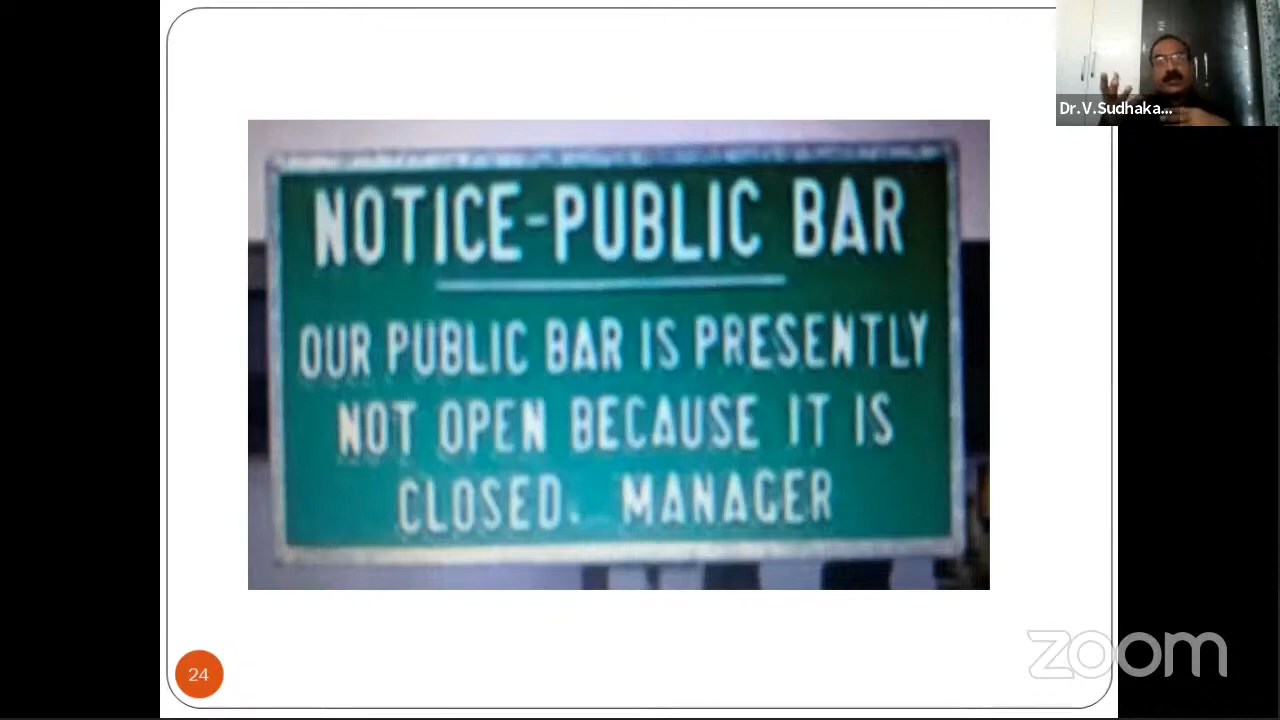 Dr.V.Sudhaka...
NOTICE-PUBLIC BAR
OUR PUBLIC BAR IS PRESENTLY
NOT OPEN BECAUSE IT IS
CLOSED. MANAGER
24
zoom